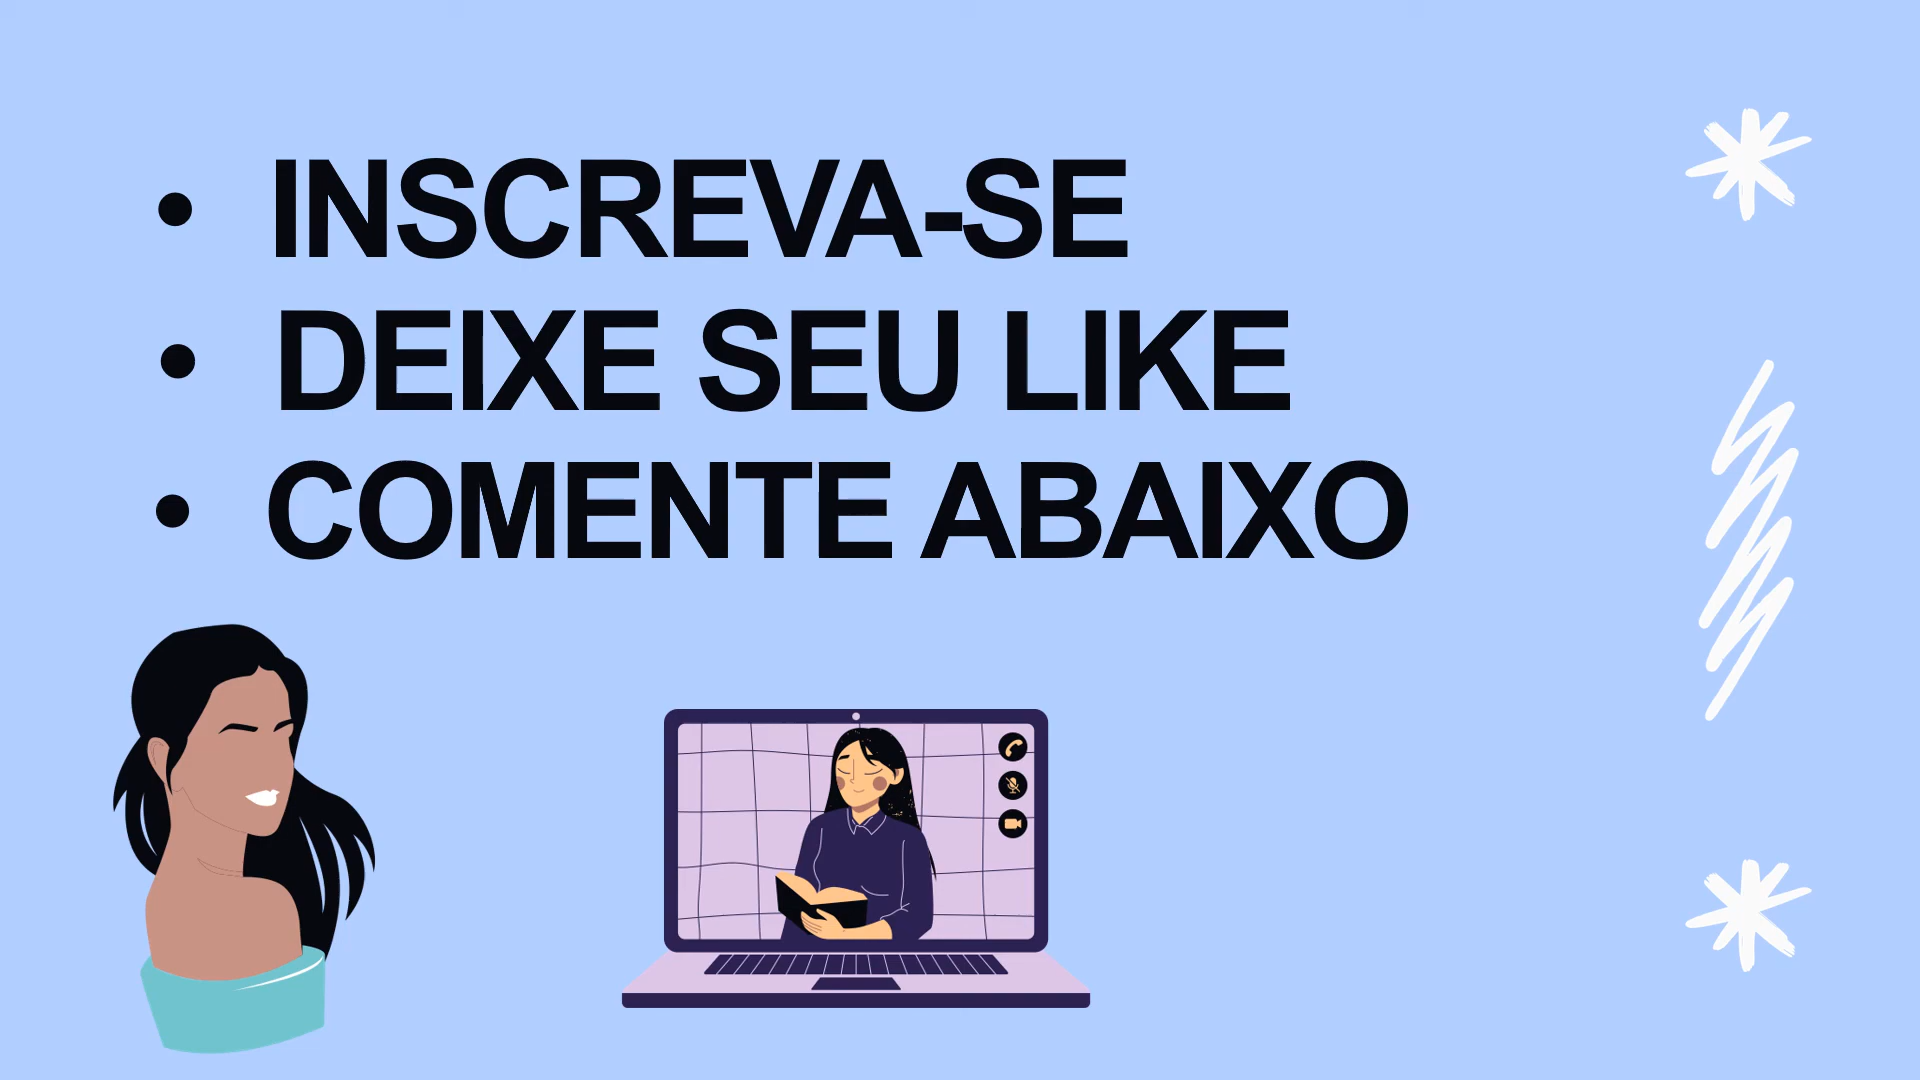 • INSCREVA-SE
• DEIXE SEU LIKE
• COMENTE ABAIXO